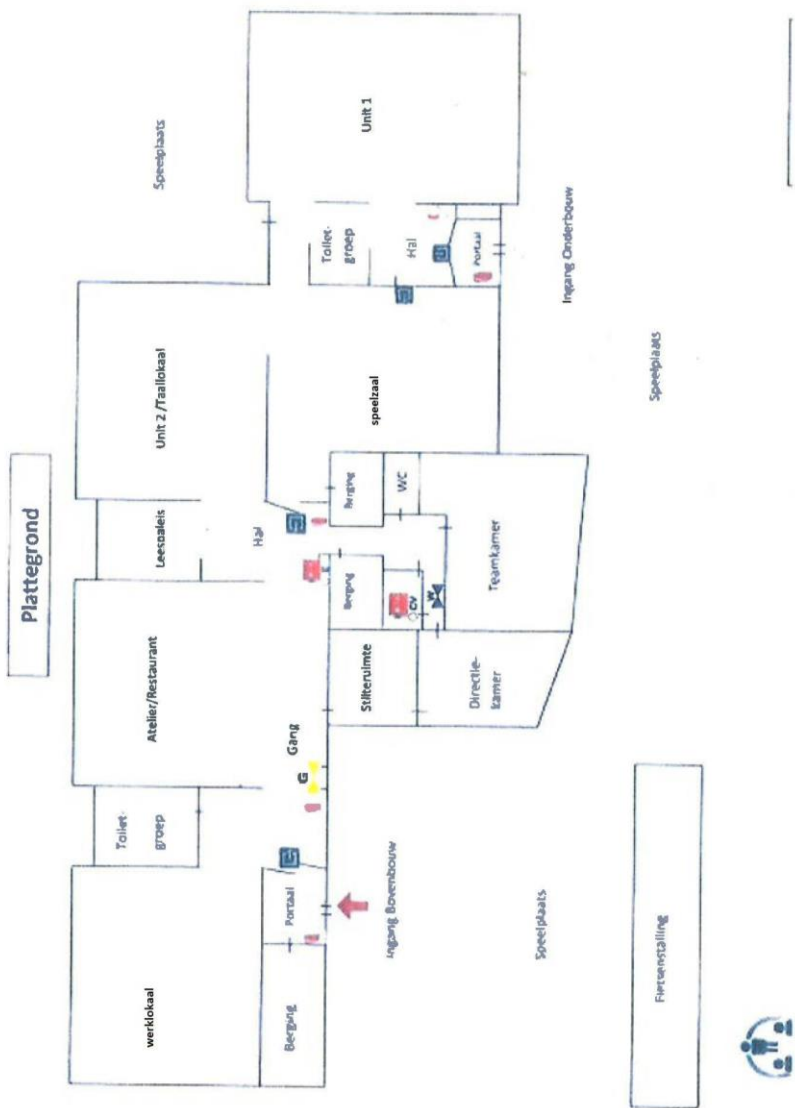 Plattegrond
werklokaal
Toilet-
groep
Atelier/Restaurant
Leespaleis
Unit 2 /Taallokaal
Speelplaats
Hal
Berging
Portaal
G
Gang
Toilet-
groep
Unit 1
Stilteruimte
Berging
Berging
speelzaal
Hal
CV
WC
W
Portaal
Ingang Bovenbouw
Directie-
kamer
Teamkamer
Ingang Onderbouw
Speelplaats
Speelplaats
Fietsenstalling